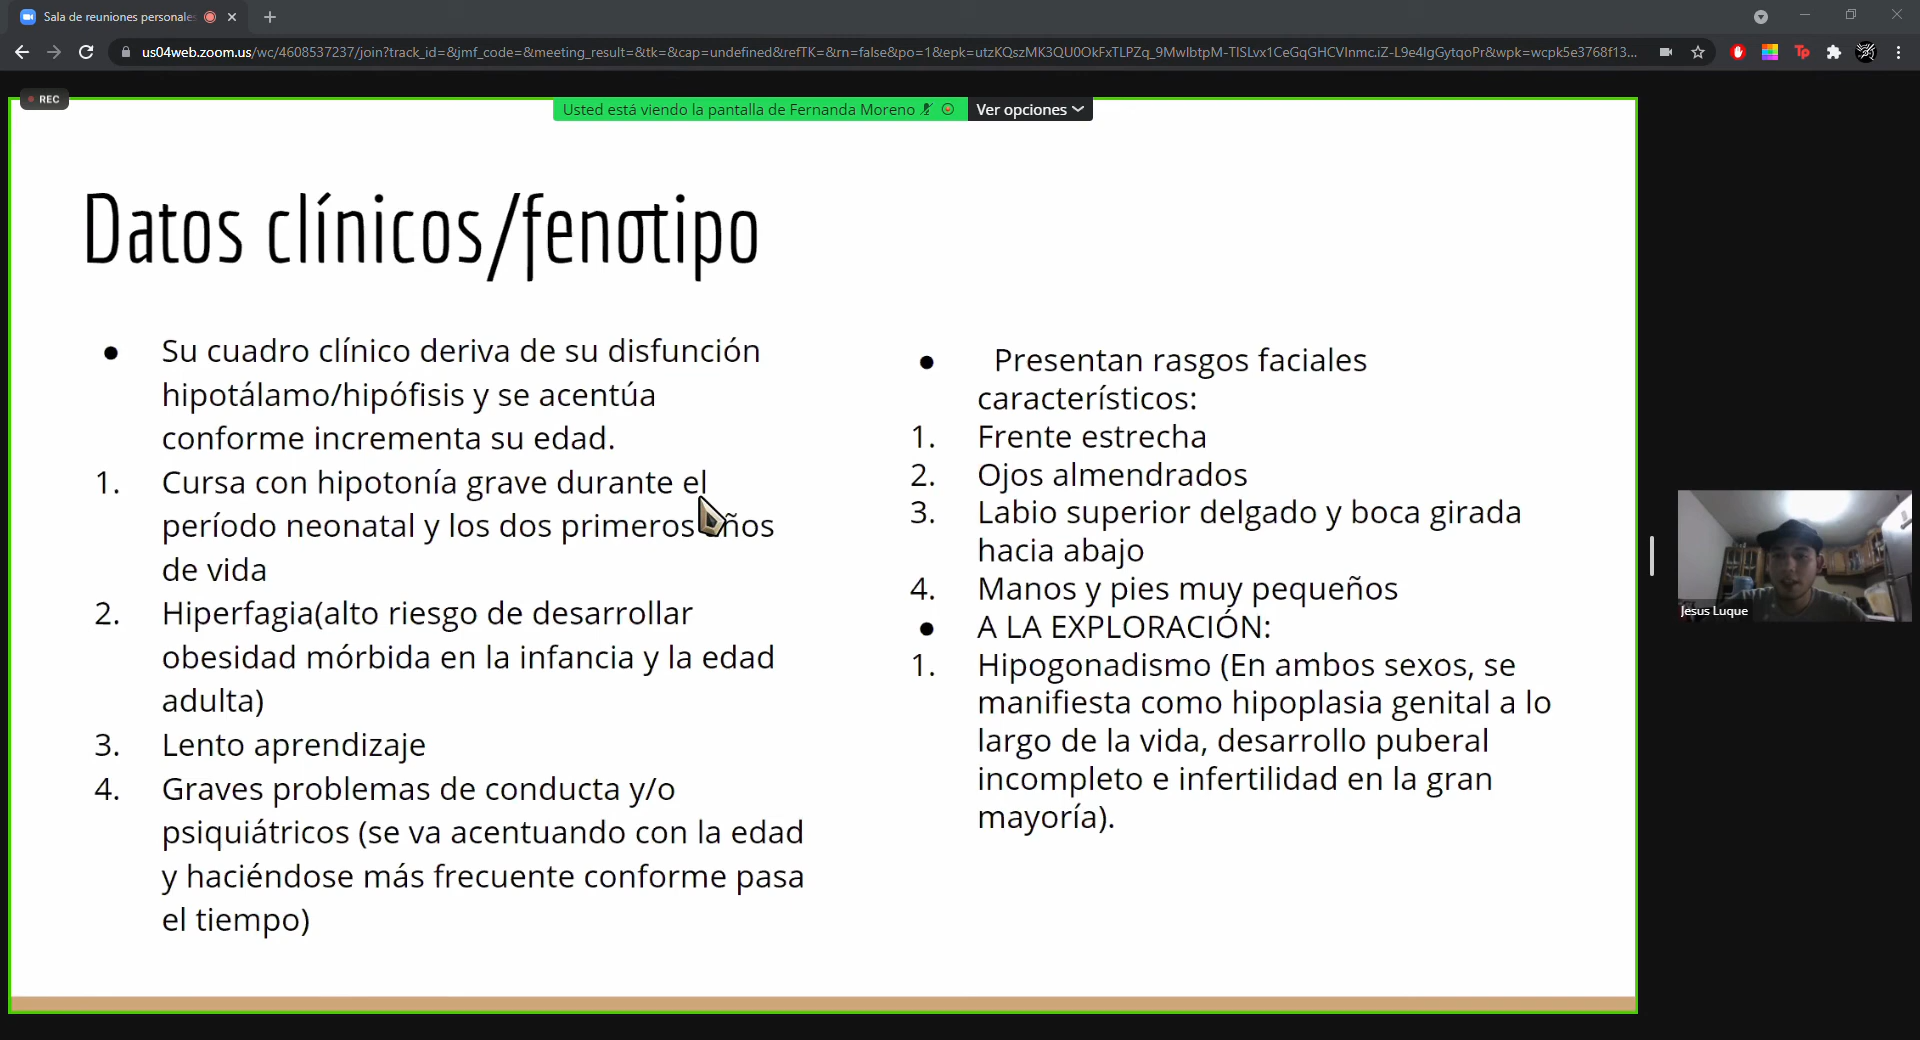 Sala de reuniones personales
us04web.zoom.us/wc/4608537237/join?track_id=&jmf_code=&meeting_result=&tk=&cap=undefined&refTK=&rn=false&po=1&epk=utzKQszMK3QU0OkFxTLPZq_9MwIbtpM-TlSLvx1CeGqGHCVInmc.iZ-L9e4lgGytqoPr&wpk=wcpk5e3768f13...
REC
Usted está viendo la pantalla de Fernanda Moreno
Ver opciones
Datos clínicos/fenotipo
● Su cuadro clínico deriva de su disfunción
hipotálamo/hipófisis y se acentúa
conforme incrementa su edad.
1. Cursa con hipotonía grave durante el
período neonatal y los dos primeros años
de vida
2. Hiperfagia(alto riesgo de desarrollar
obesidad mórbida en la infancia y la edad
adulta)
3. Lento aprendizaje
4. Graves problemas de conducta y/o
psiquiátricos (se va acentuando con la edad
y haciéndose más frecuente conforme pasa
el tiempo)
● Presentan rasgos faciales
característicos:
1. Frente estrecha
2. Ojos almendrados
3. Labio superior delgado y boca girada
hacia abajo
4. Manos y pies muy pequeños
● A LA EXPLORACIÓN:
1. Hipogonadismo (En ambos sexos, se
manifiesta como hipoplasia genital a lo
largo de la vida, desarrollo puberal
incompleto e infertilidad en la gran
mayoría).
Jesus Luque